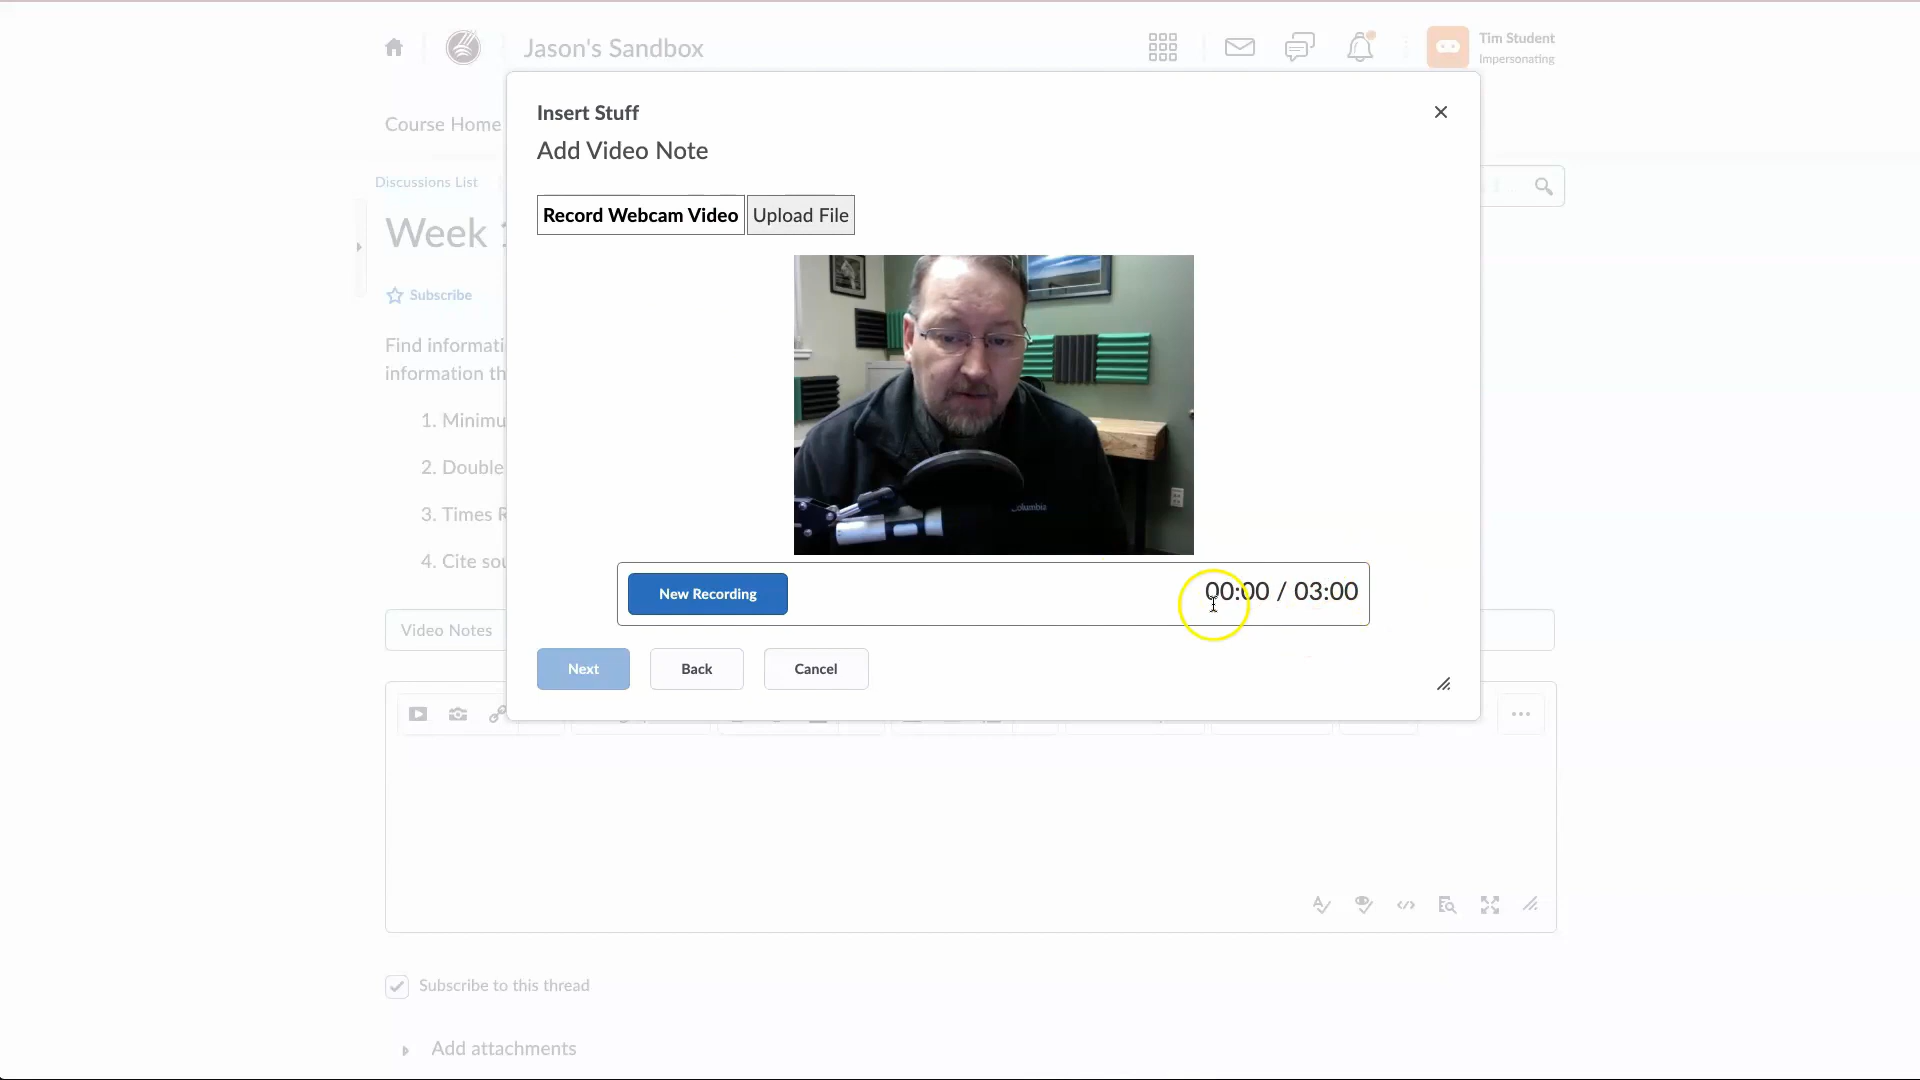 Jason's Sandbox
Tim Student
Impersonating
Course Home
Insert Stuff
Add Video Note
Discussions List
Record Webcam Video
Upload File
Week
Subscribe
Find informati
information th
1. Minimu
2. Double
3. Times R
4. Cite sou
Columbia
New Recording
00:00 / 03:00
Video Notes
Next
Back
Cancel
Subscribe to this thread
Add attachments